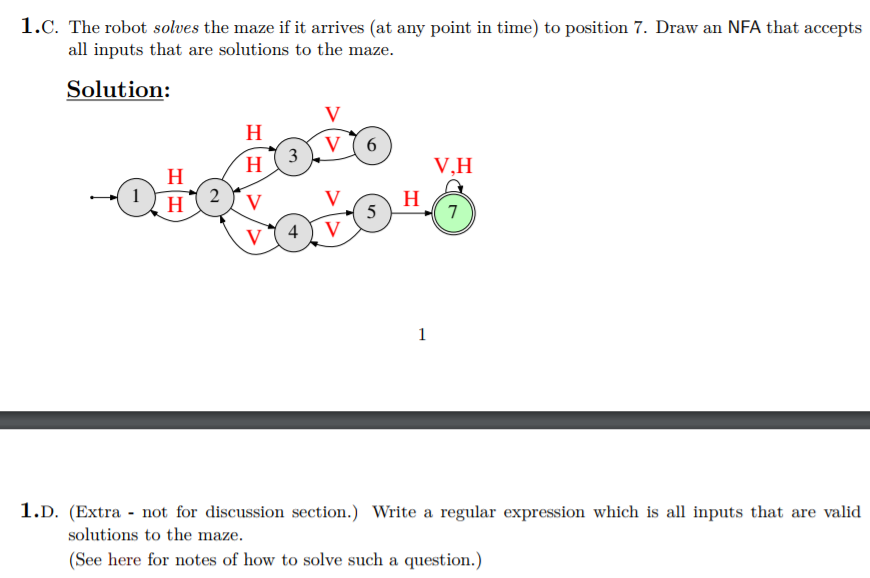 1.C. The robot solves the maze if it arrives (at any point in time) to position 7. Draw an NFA that accepts
all inputs that are solutions to the maze.
Solution:
V
H
V
6
3
H
V,H
H
1
H
2
V
V
H
5
7
V
4
V
1
1.D. (Extra - not for discussion section.) Write a regular expression which is all inputs that are valid
solutions to the maze.
(See here for notes of how to solve such a question.)